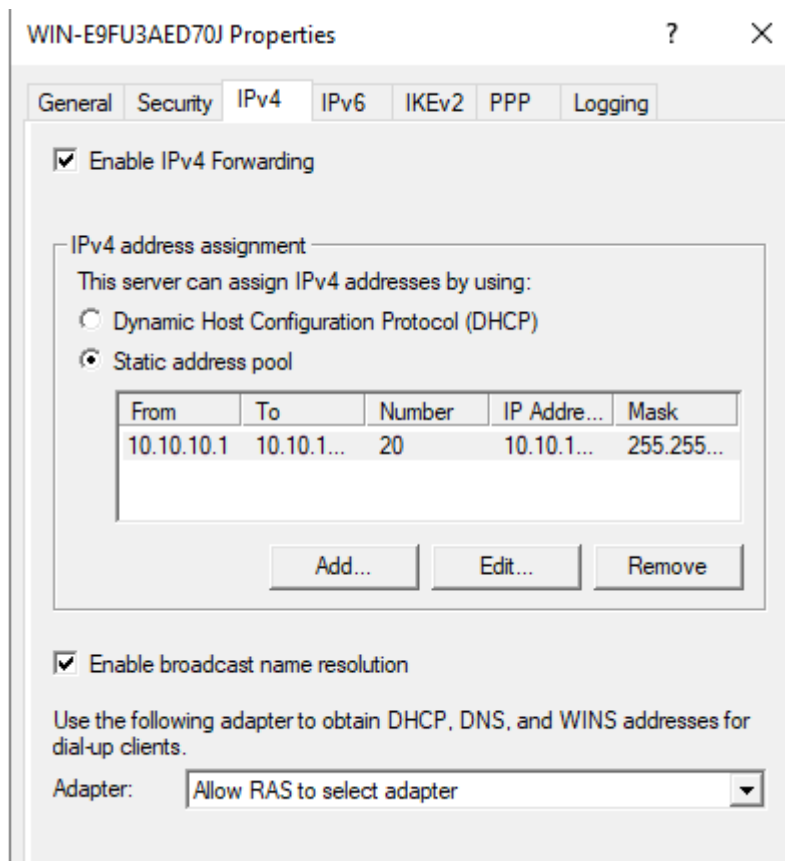 WIN-E9FU3AED70J Properties ?
General Security IPv4 IPv6 IKEv2 PPP Logging
Enable IPv4 Forwarding
IPv4 address assignment
This server can assign IPv4 addresses by using:
Dynamic Host Configuration Protocol (DHCP)
Static address pool
From To Number IP Addre... Mask
10.10.10.1 10.10.1... 20 10.10.1... 255.255...
Add... Edit... Remove
Enable broadcast name resolution
Use the following adapter to obtain DHCP, DNS, and WINS addresses for
dial-up clients.
Adapter: Allow RAS to select adapter